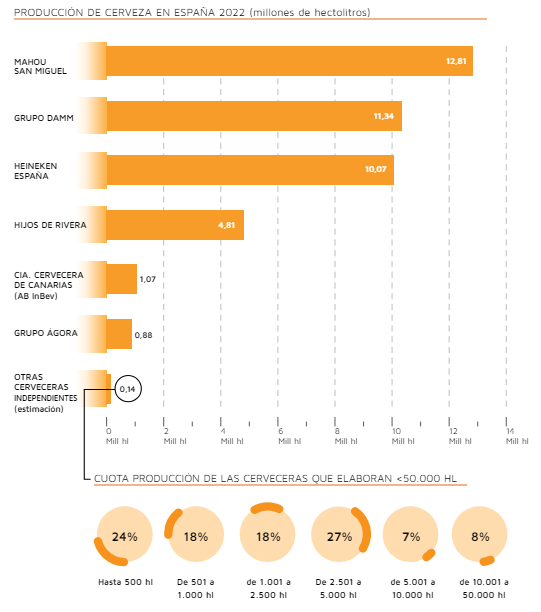 PRODUCCIÓN DE CERVEZA EN ESPAÑA 2022 (millones de hectolitros)
MAHOU
SAN MIGUEL
12,81
GRUPO DAMM
11,34
HEINEKEN
ESPAÑA
10,07
HIJOS DE RIVERA
4,81
CIA. CERVECERA
DE CANARIAS
(AB InBev)
1,07
GRUPO ÁGORA
0,88
OTRAS
CERVECERAS
INDEPENDIENTES
(estimación)
0,14
0
Mill hl
2
Mill hl
4
Mill hl
6
Mill hl
8
Mill hl
10
Mill hl
12
Mill hl
14
Mill hl
CUOTA PRODUCCIÓN DE LAS CERVECERAS QUE ELABORAN <50.000 HL
24%
18%
18%
27%
7%
8%
Hasta 500 hl
De 501 a
1.000 hl
de 1.001 a
2.500 hl
De 2.501 a
5.000 hl
de 5.001 a
10.000 hl
de 10.001 a
50.000 hl